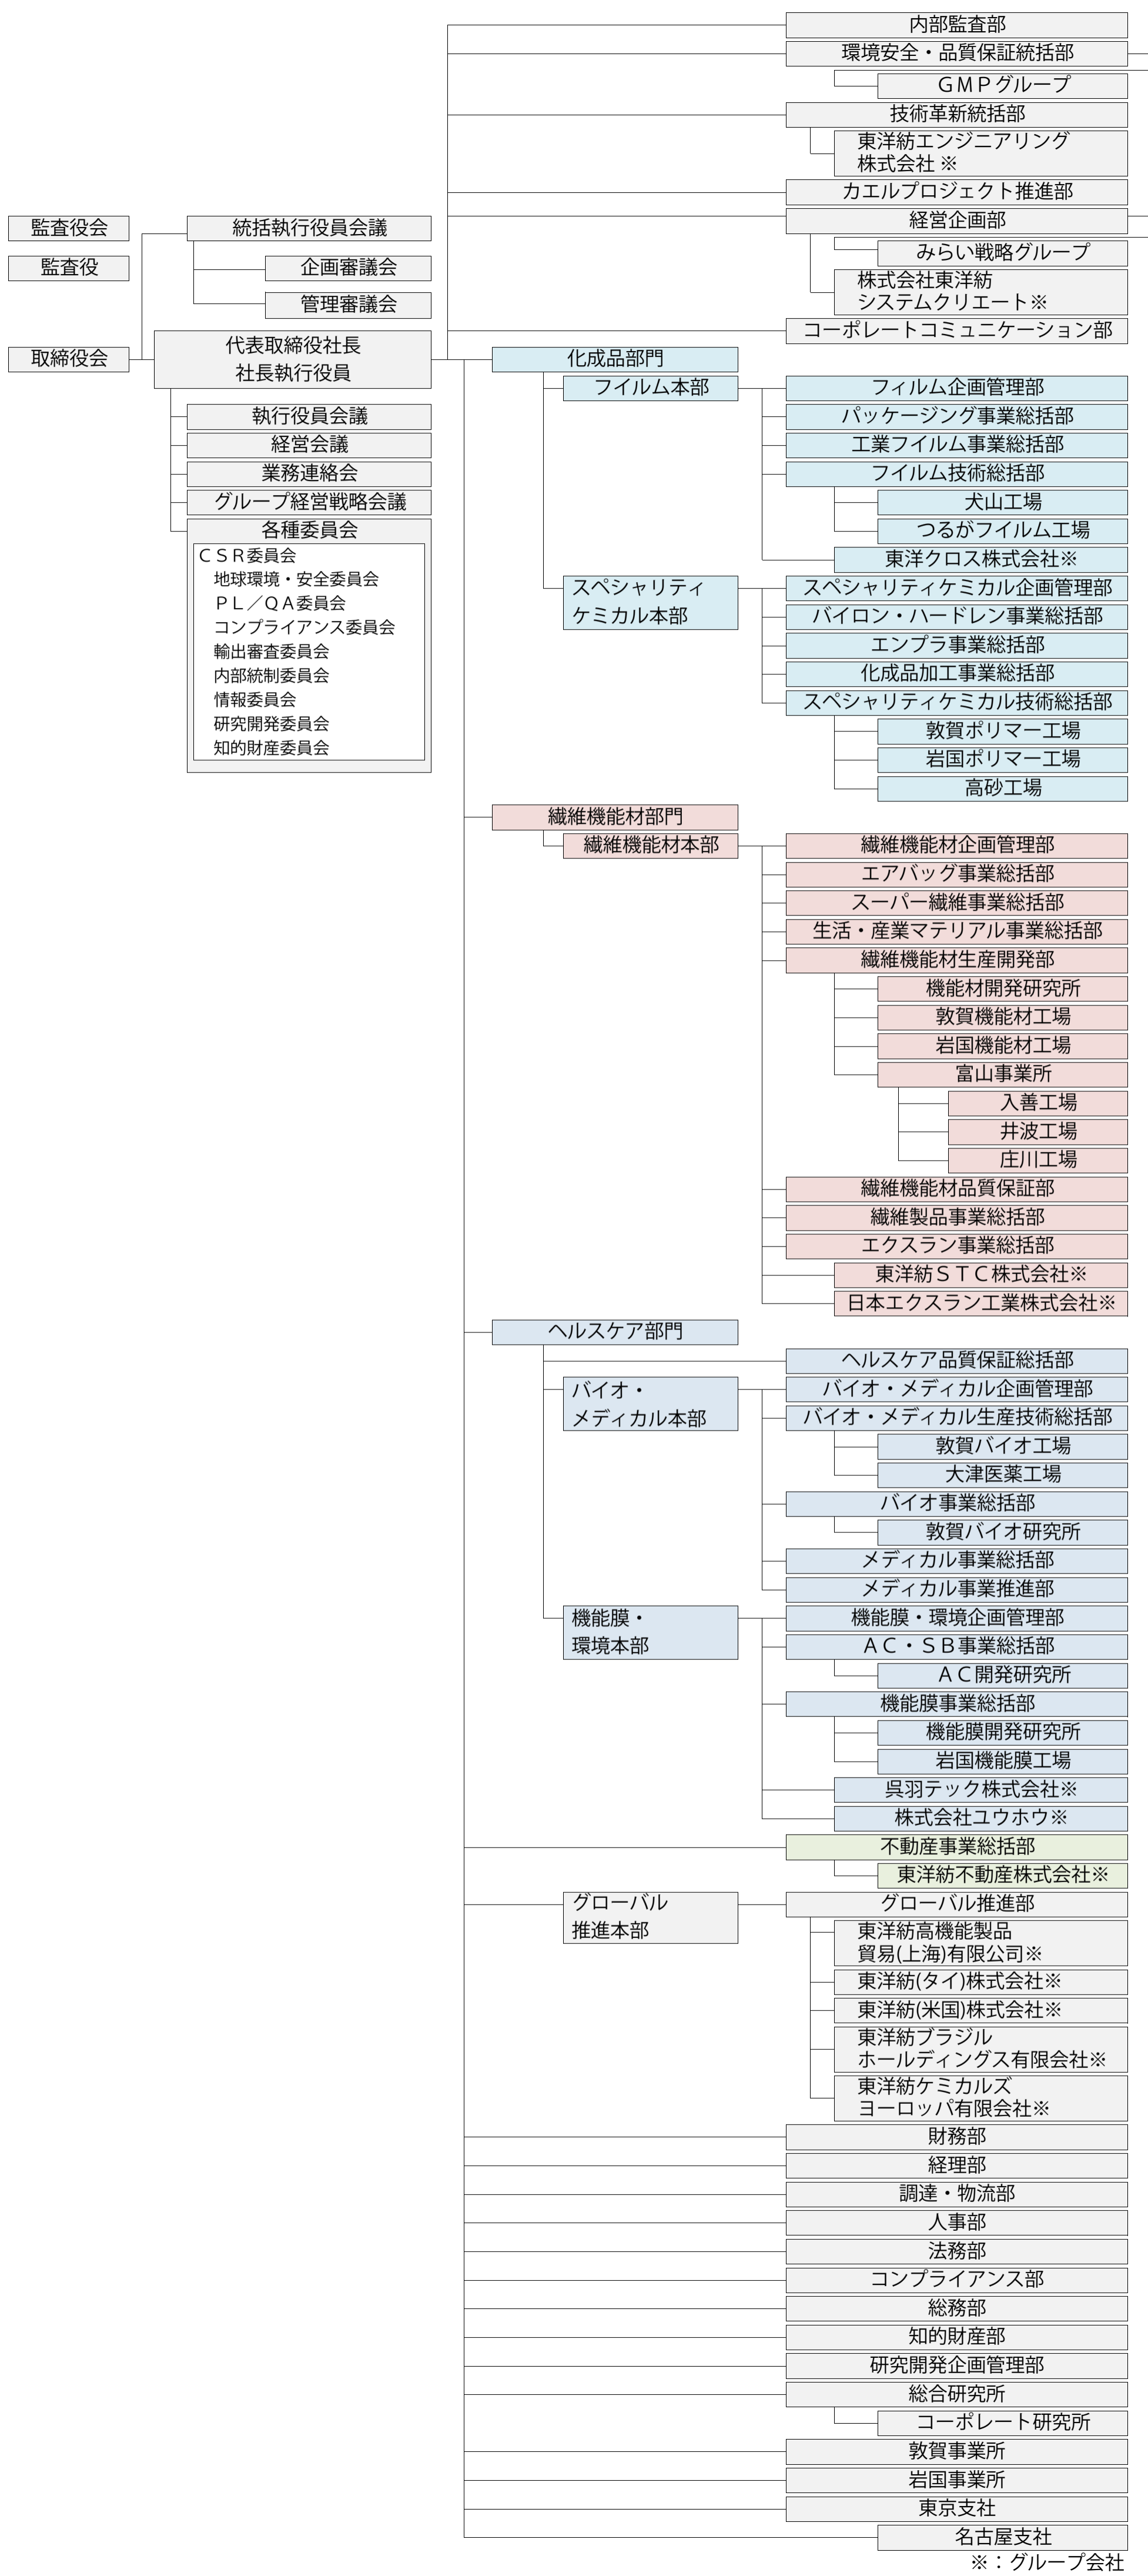 内部監査部
環境安全・品質保証統括部
ＧＭＰグループ
技術革新統括部
東洋紡エンジニアリング
株式会社 ※
カエルプロジェクト推進部
経営企画部
みらい戦略グループ
株式会社東洋紡
システムクリエート※
コーポレートコミュニケーション部
監査役会
監査役
取締役会
統括執行役員会議
企画審議会
管理審議会
代表取締役社長
社長執行役員
執行役員会議
経営会議
業務連絡会
グループ経営戦略会議
各種委員会
ＣＳＲ委員会
地球環境・安全委員会
ＰＬ／ＱＡ委員会
コンプライアンス委員会
輸出審査委員会
内部統制委員会
情報委員会
研究開発委員会
知的財産委員会
化成品部門
フイルム本部
フィルム企画管理部
パッケージング事業総括部
工業フイルム事業総括部
フイルム技術総括部
犬山工場
つるがフイルム工場
東洋クロス株式会社※
スペシャリティ
ケミカル本部
スペシャリティケミカル企画管理部
バイロン・ハードレン事業総括部
エンプラ事業総括部
化成品加工事業総括部
スペシャリティケミカル技術総括部
敦賀ポリマー工場
岩国ポリマー工場
高砂工場
繊維機能材部門
繊維機能材本部
繊維機能材企画管理部
エアバッグ事業総括部
スーパー繊維事業総括部
生活・産業マテリアル事業総括部
繊維機能材生産開発部
機能材開発研究所
敦賀機能材工場
岩国機能材工場
富山事業所
入善工場
井波工場
庄川工場
繊維機能材品質保証部
繊維製品事業総括部
エクスラン事業総括部
東洋紡ＳＴＣ株式会社※
日本エクスラン工業株式会社※
ヘルスケア部門
ヘルスケア品質保証総括部
バイオ・
メディカル本部
バイオ・メディカル企画管理部
バイオ・メディカル生産技術総括部
敦賀バイオ工場
大津医薬工場
バイオ事業総括部
敦賀バイオ研究所
メディカル事業総括部
メディカル事業推進部
機能膜・
環境本部
機能膜・環境企画管理部
ＡＣ・ＳＢ事業総括部
ＡＣ開発研究所
機能膜事業総括部
機能膜開発研究所
岩国機能膜工場
呉羽テック株式会社※
株式会社ユウホウ※
不動産事業総括部
東洋紡不動産株式会社※
グローバル
推進本部
グローバル推進部
東洋紡高機能製品
貿易(上海)有限公司※
東洋紡(タイ)株式会社※
東洋紡(米国)株式会社※
東洋紡ブラジル
ホールディングス有限会社※
東洋紡ケミカルズ
ヨーロッパ有限会社※
財務部
経理部
調達・物流部
人事部
法務部
コンプライアンス部
総務部
知的財産部
研究開発企画管理部
総合研究所
コーポレート研究所
敦賀事業所
岩国事業所
東京支社
名古屋支社
※：グループ会社